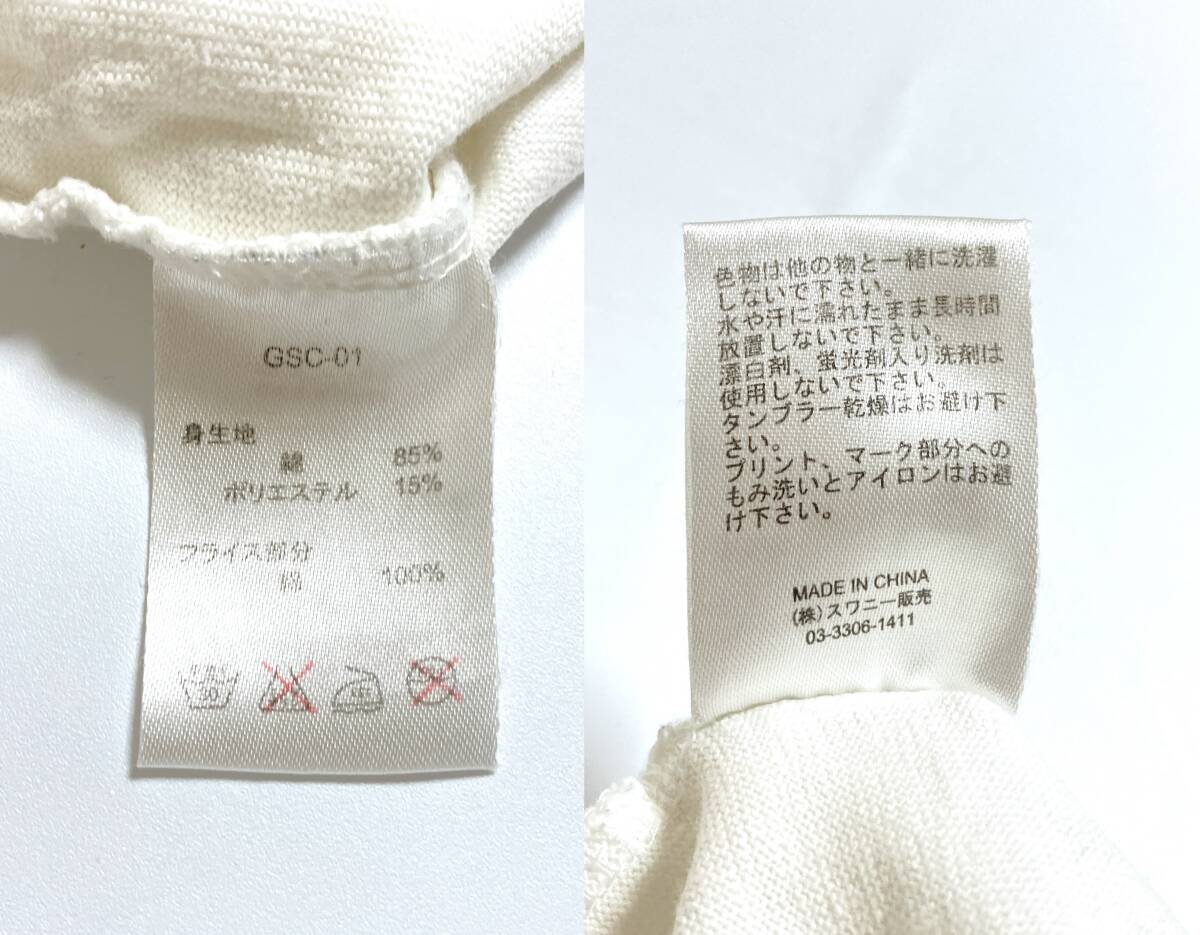 GSC-01
身生地
綿 85%
ポリエステル 15%
フライス部分
綿 100%
色物は他の物と一緒に洗濯
しないで下さい。
水や汗に濡れたまま長時間
放置しないで下さい。
漂白剤、蛍光剤入り洗剤は
使用しないで下さい。
タンブラー乾燥はお避け下
さい。
プリント、マーク部分への
もみ洗いとアイロンはお避
け下さい。
MADE IN CHINA
(株)スワニー販売
03-3306-1411